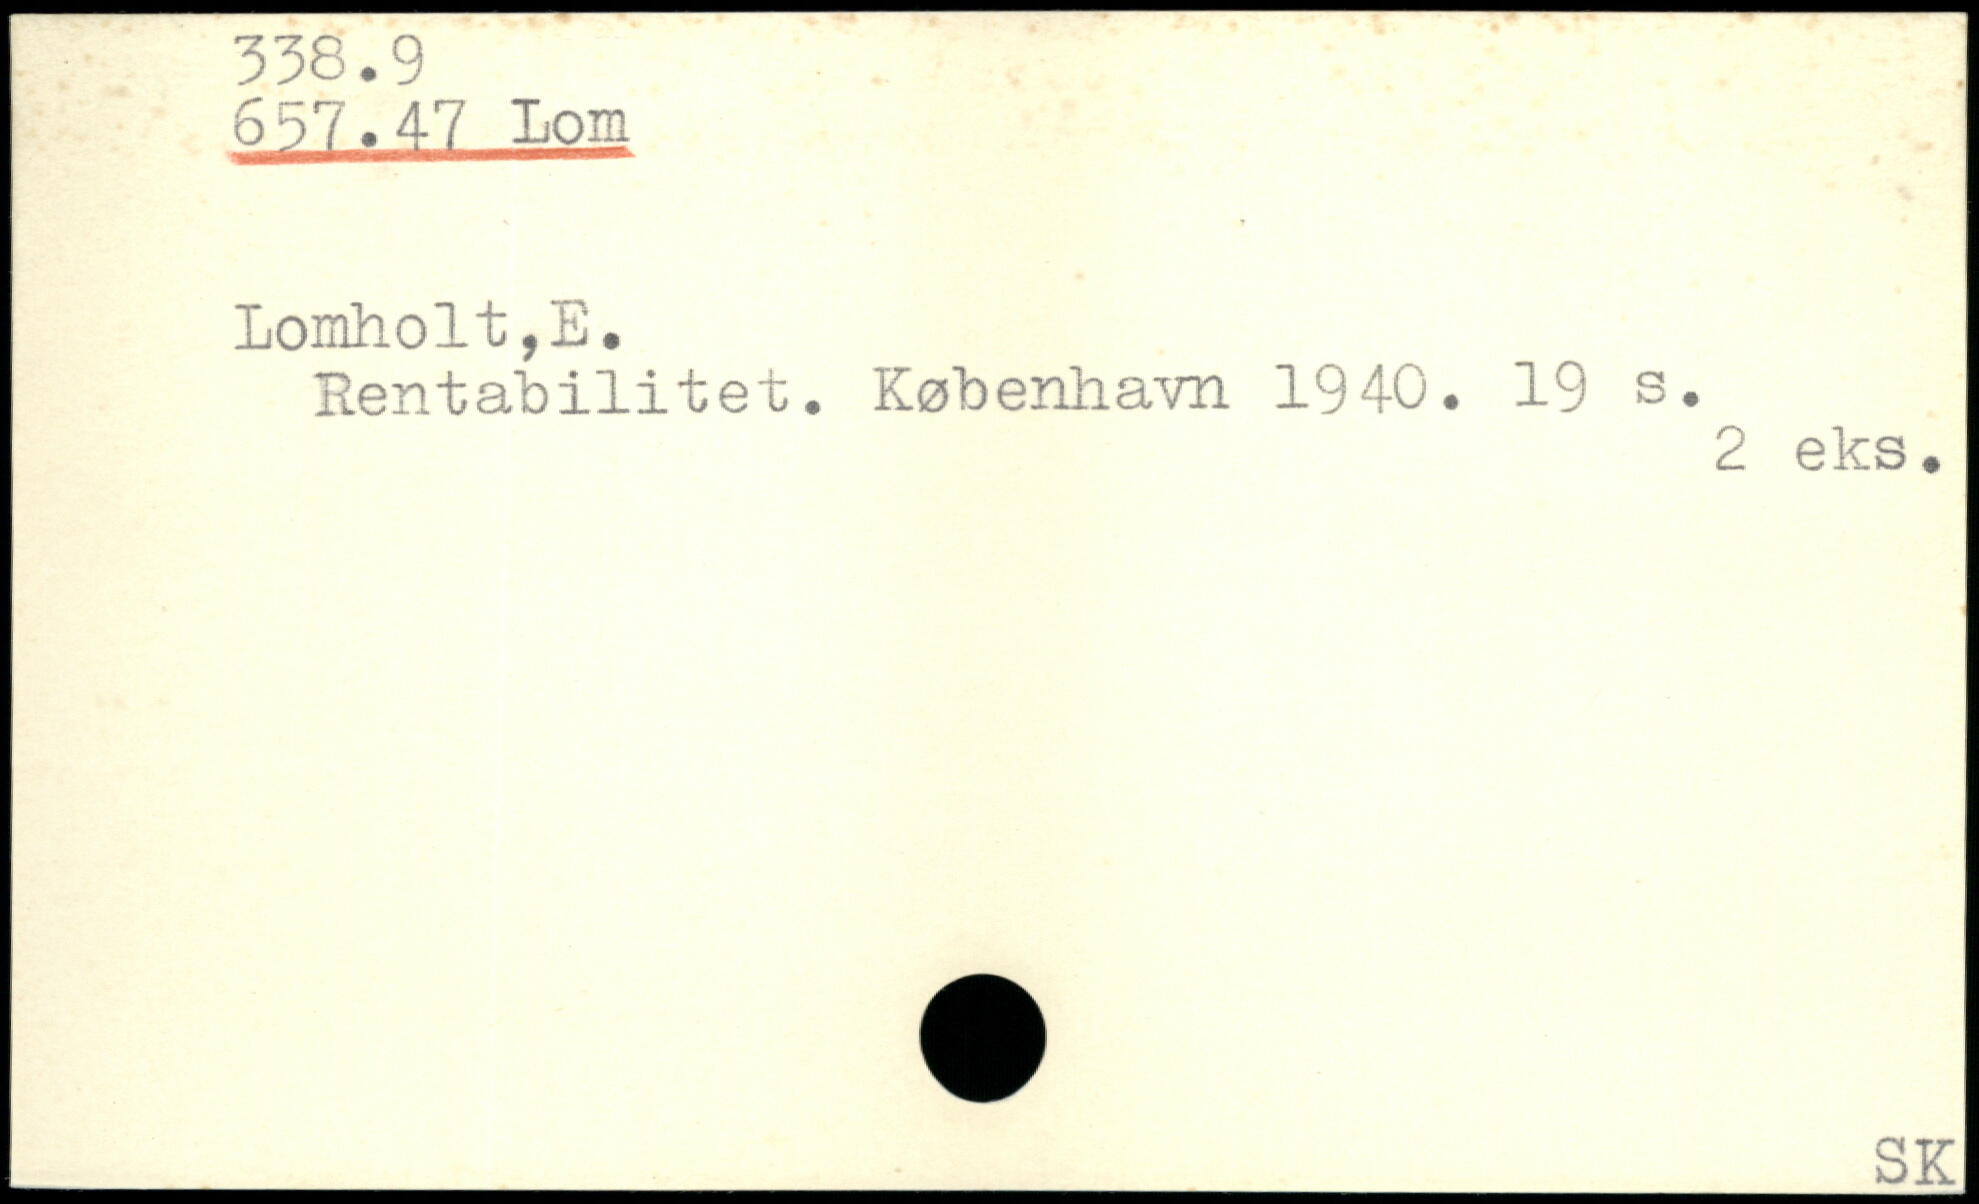 338.9
657.47 Lom
Lomholt,E.
Rentabilitet. København 1940. 19 s.
2 eks.
SK